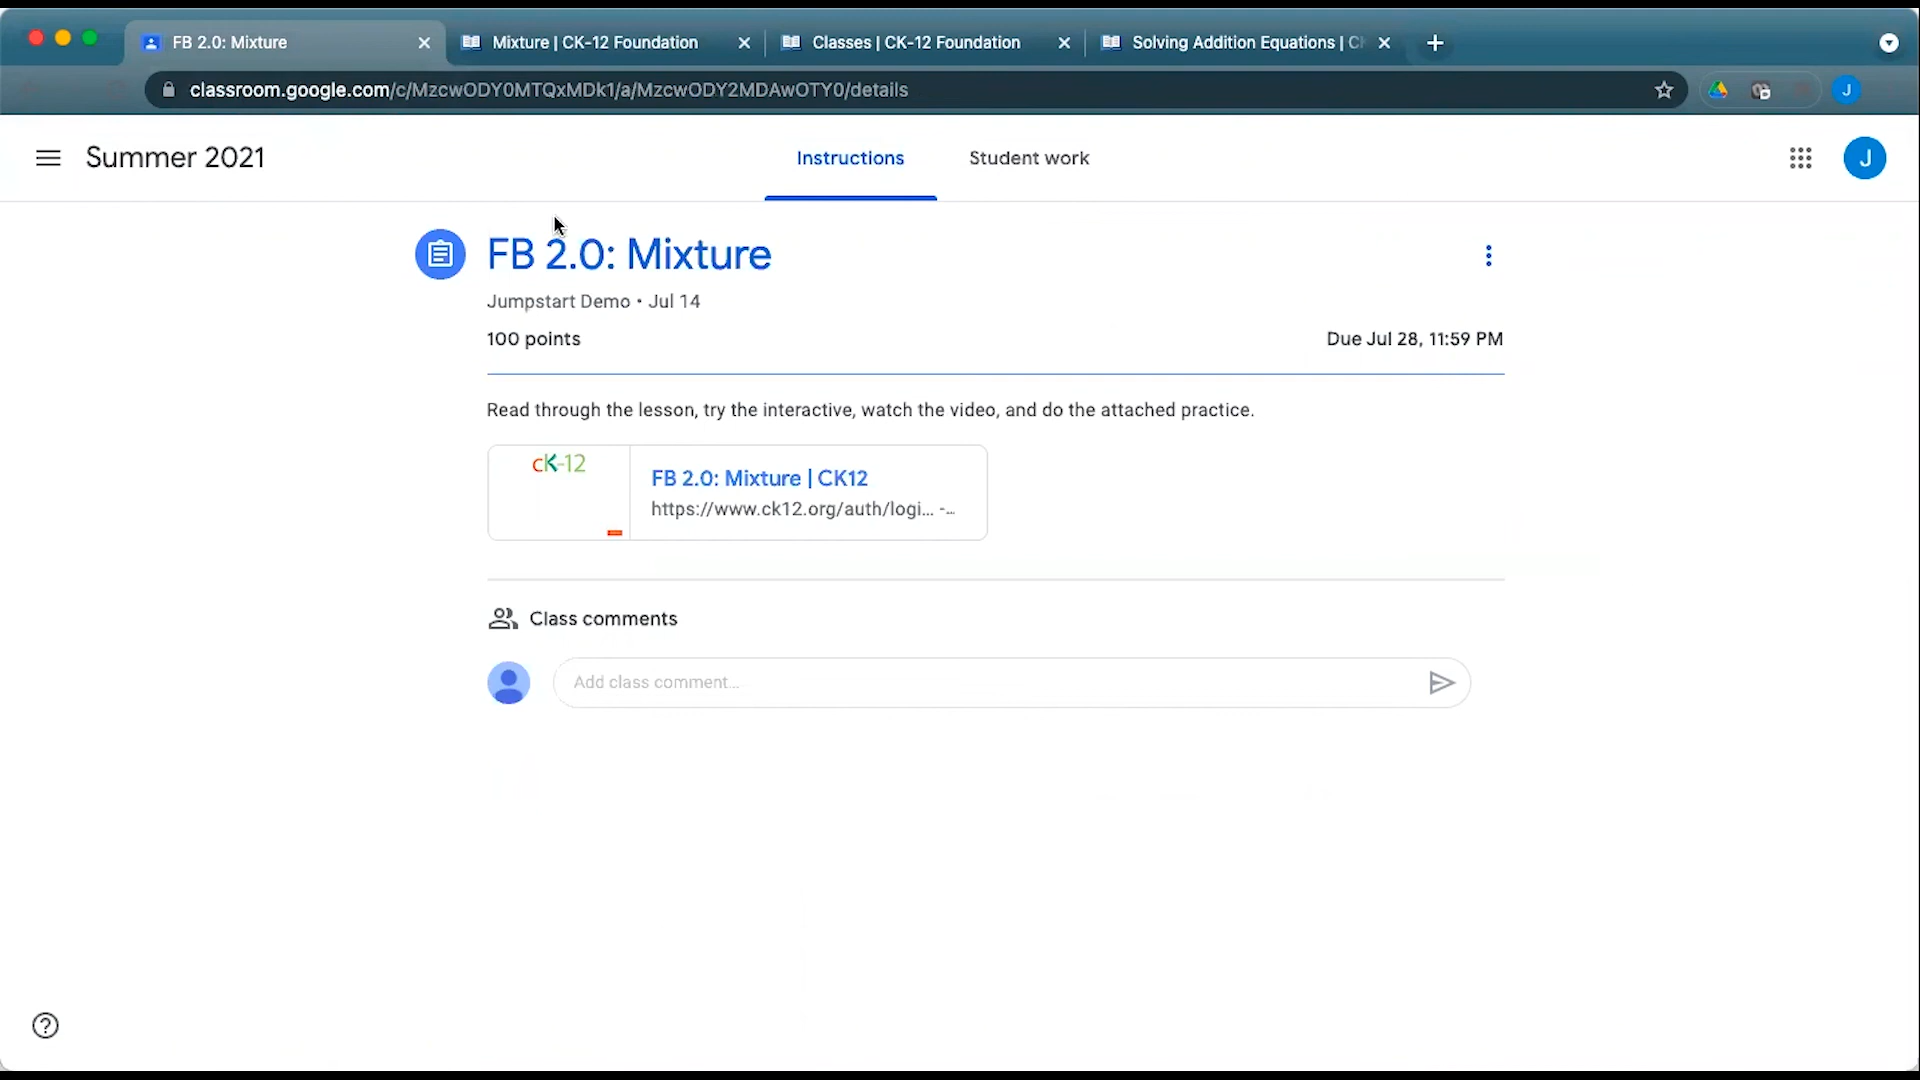 FB 2.0: Mixture
Mixture | CK-12 Foundation
Classes | CK-12 Foundation
Solving Addition Equations | C
classroom.google.com/c/MzcwODY0MTQxMDk1/a/MzcwODY2MDAwOTY0/details
J
Summer 2021
Instructions
Student work
J
FB 2.0: Mixture
Jumpstart Demo • Jul 14
100 points
Due Jul 28, 11:59 PM
Read through the lesson, try the interactive, watch the video, and do the attached practice.
cK-12
FB 2.0: Mixture | CK12
https://www.ck12.org/auth/logi... -...
Class comments
Add class comment...